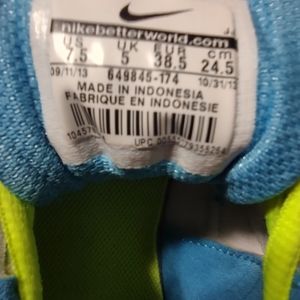 nikebetterworld.com
US UK EUR cm
7.5 5 38.5 24.5
09/11/13 649845-174 10/31/13
MADE IN INDONESIA
FABRIQUE EN INDONESIE
UPC